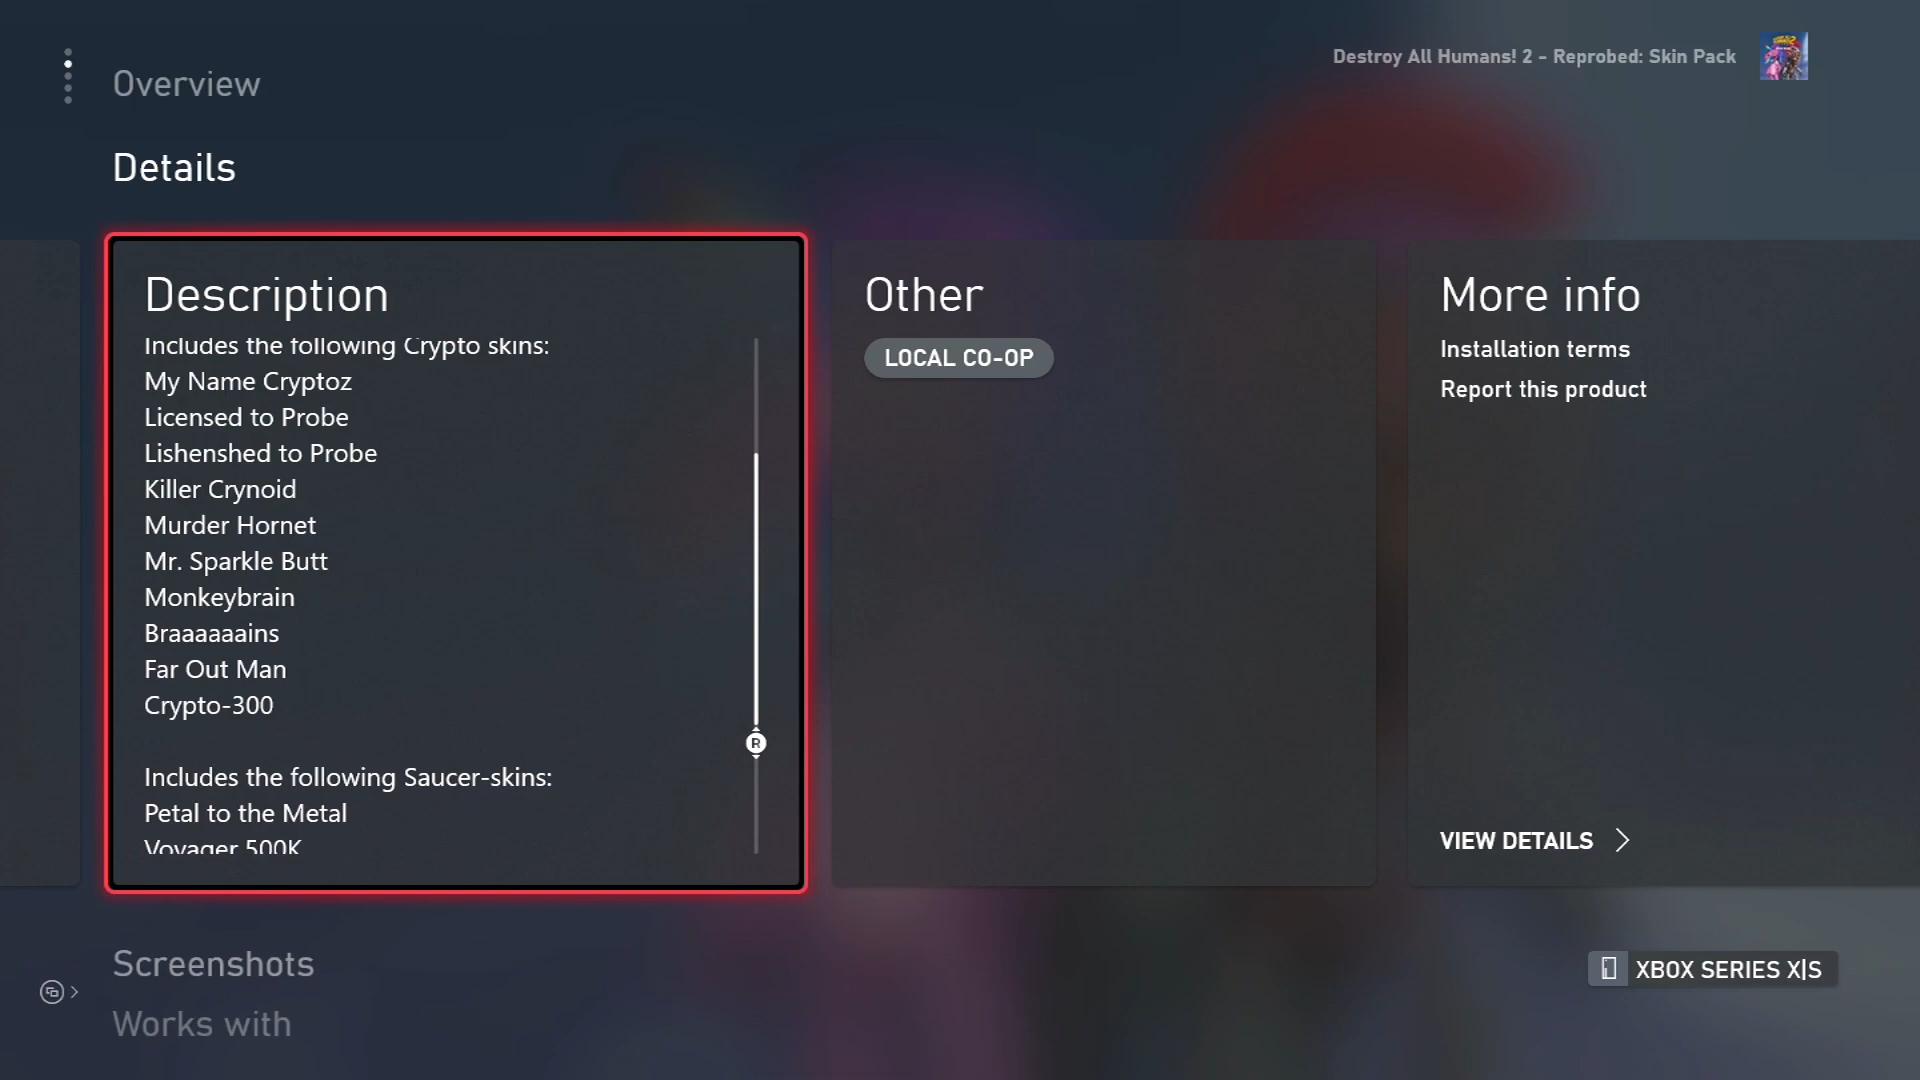 Overview
Destroy All Humans! 2 - Reprobed: Skin Pack
Details
Description
Includes the following Crypto skins:
My Name Cryptoz
Licensed to Probe
Lishenshed to Probe
Killer Crynoid
Murder Hornet
Mr. Sparkle Butt
Monkeybrain
Braaaaaains
Far Out Man
Crypto-300
Includes the following Saucer-skins:
Petal to the Metal
Voyager 500K
R
Other
LOCAL CO-OP
More info
Installation terms
Report this product
VIEW DETAILS
Screenshots
Works with
XBOX SERIES X|S